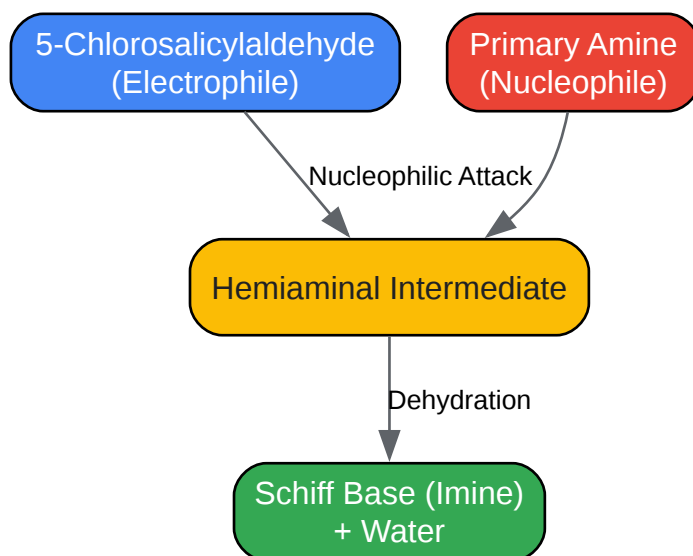 5-Chlorosalicylaldehyde
(Electrophile)
Primary Amine
(Nucleophile)
Nucleophilic Attack
Hemiaminal Intermediate
Dehydration
Schiff Base (Imine)
+ Water